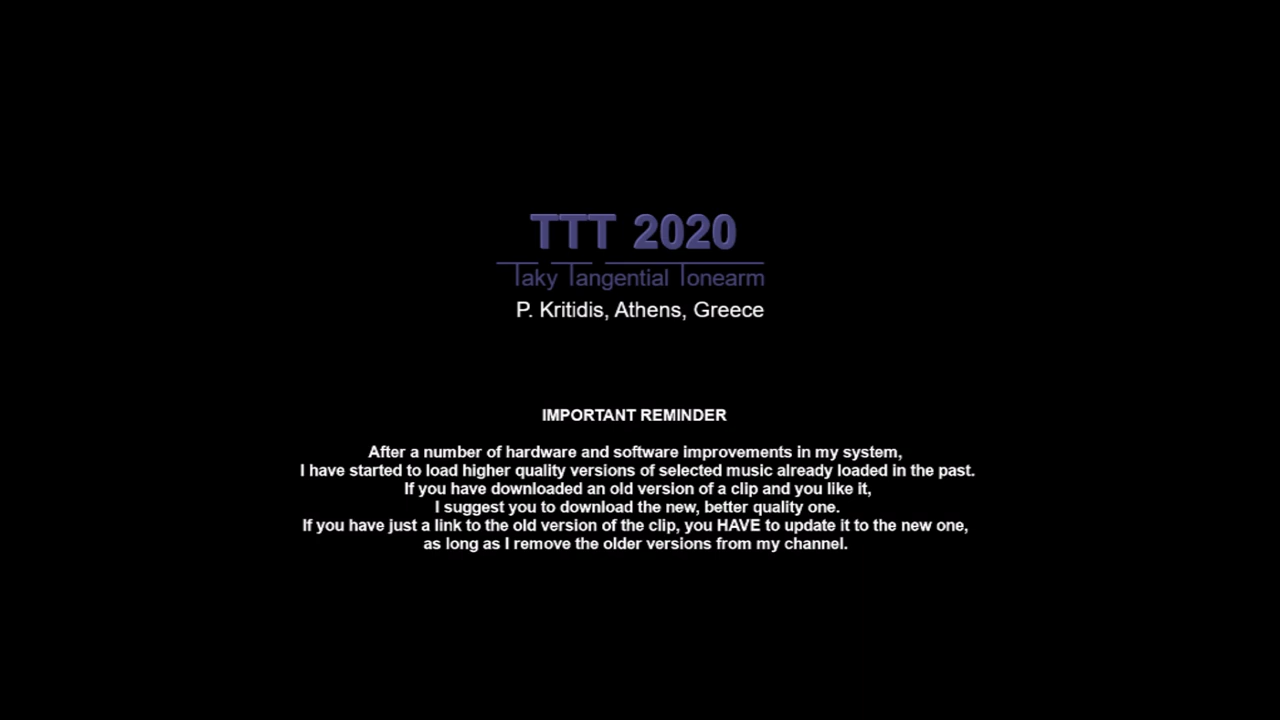 TTT 2020
Taky Tangential Tonearm
P. Kritidis, Athens, Greece
IMPORTANT REMINDER
After a number of hardware and software improvements in my system,
I have started to load higher quality versions of selected music already loaded in the past.
If you have downloaded an old version of a clip and you like it,
I suggest you to download the new, better quality one.
If you have just a link to the old version of the clip, you HAVE to update it to the new one,
as long as I remove the older versions from my channel.